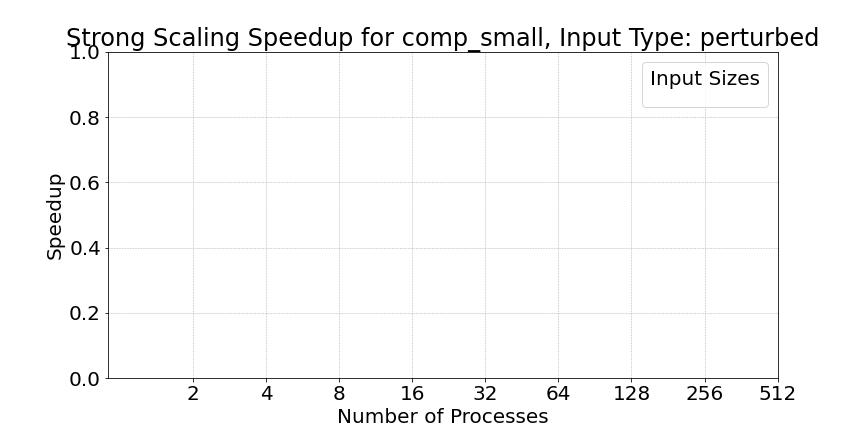 Strong Scaling Speedup for comp_small, Input Type: perturbed
1.0
Input Sizes
0.8
0.6
Speedup
0.4
0.2
0.0
2 4 8 16 32 64 128 256 512
Number of Processes